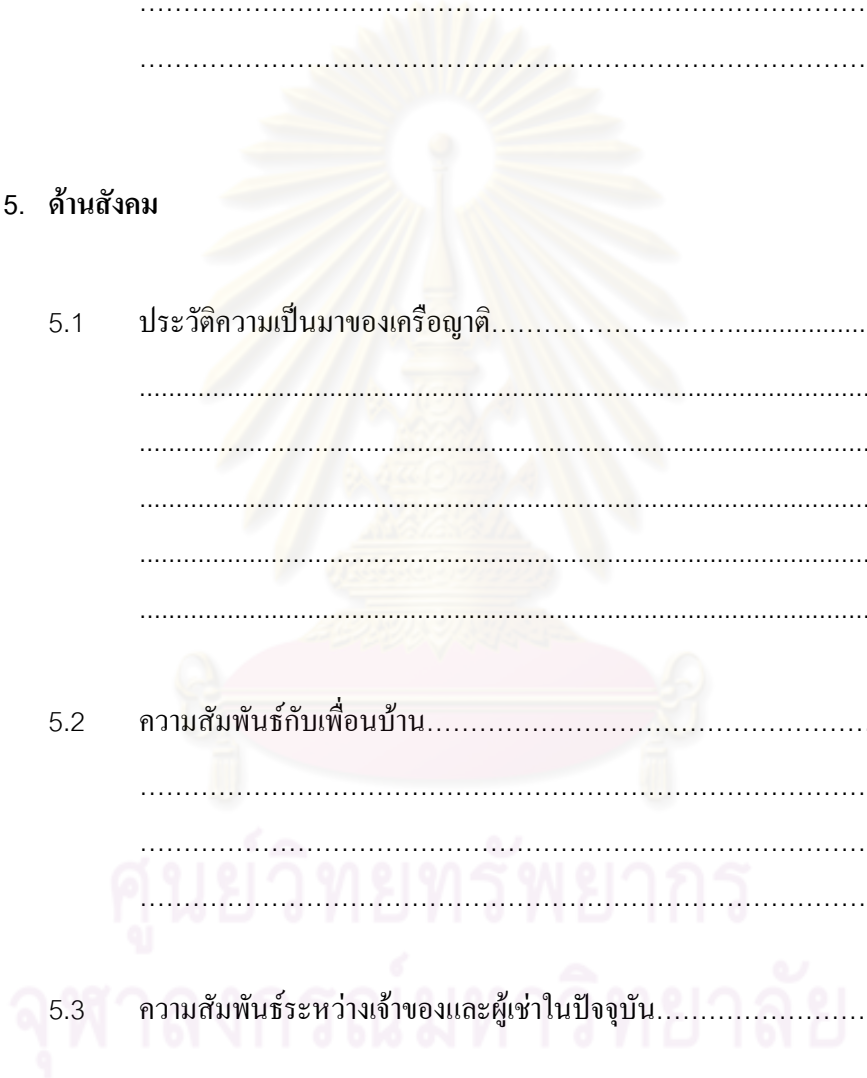 ……………………………………………………………………………
……………………………………………………………………………
5. ด้านสังคม
5.1 ประวัติความเป็นมาของเครือญาติ………………………..................
....................................................................................................
....................................................................................................
....................................................................................................
....................................................................................................
....................................................................................................
5.2 ความสัมพันธ์กับเพื่อนบ้าน……………………………………………
……………………………………………………………………………
……………………………………………………………………………
ศูนย์วิทยทรัพยากร
……………………………………………………………………………
จุฬาลงกรณ์มหาวิทยาลัย
5.3 ความสัมพันธ์ระหว่างเจ้าของและผู้เช่าในปัจจุบัน……………………